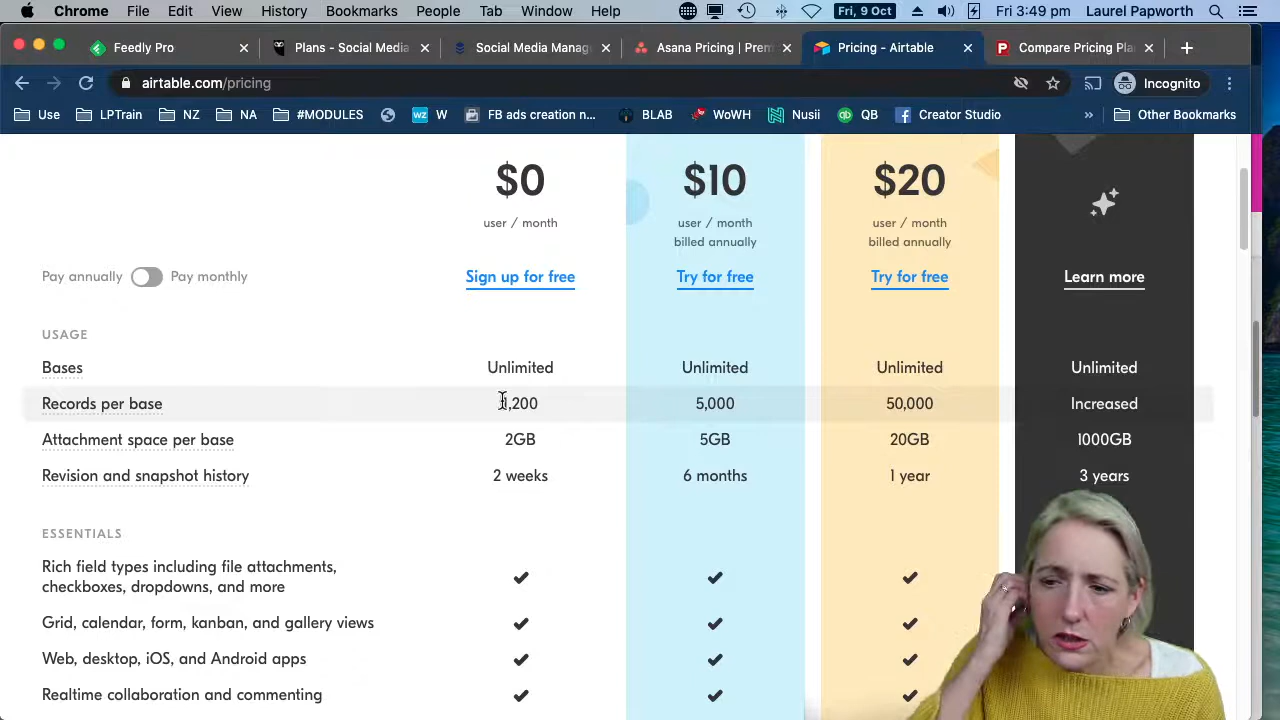 Chrome File Edit View History Bookmarks People Tab Window Help Fri, 9 Oct Fri 3:49 pm Laurel Papworth
Feedly Pro Plans - Social Media Social Media Manag Asana Pricing | Prem Pricing - Airtable Compare Pricing Pla
airtable.com/pricing Incognito
Use LPTrain NZ NA #MODULES wz W FB ads creation n... BLAB WoWH Nusii QB Creator Studio » Other Bookmarks
$0 $10 $20
user / month user / month user / month
billed annually billed annually
Pay annually Pay monthly Sign up for free Try for free Try for free Learn more
USAGE
Bases Unlimited Unlimited Unlimited Unlimited
Records per base 1,200 5,000 50,000 Increased
Attachment space per base 2GB 5GB 20GB 1000GB
Revision and snapshot history 2 weeks 6 months 1 year 3 years
ESSENTIALS
Rich field types including file attachments,
checkboxes, dropdowns, and more
Grid, calendar, form, kanban, and gallery views
Web, desktop, iOS, and Android apps
Realtime collaboration and commenting